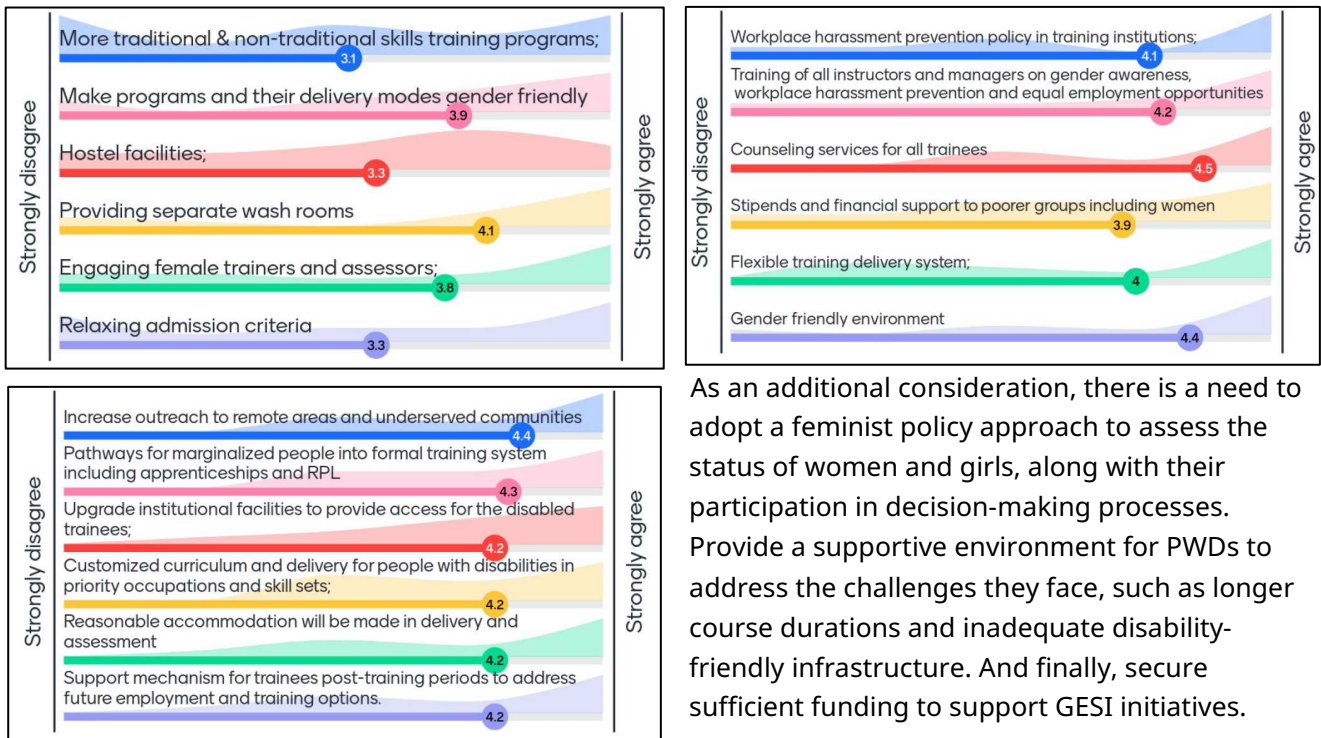 Strongly disagree
More traditional & non-traditional skills training programs;
3.1
Make programs and their delivery modes gender friendly
3.9
Hostel facilities;
3.3
Providing separate wash rooms
4.1
Engaging female trainers and assessors;
3.8
Relaxing admission criteria
3.3
Strongly agree
Strongly disagree
Workplace harassment prevention policy in training institutions;
4.1
Training of all instructors and managers on gender awareness,
workplace harassment prevention and equal employment opportunities
4.2
Counseling services for all trainees
4.5
Stipends and financial support to poorer groups including women
3.9
Flexible training delivery system;
4
Gender friendly environment
4.4
Strongly agree
Strongly disagree
Increase outreach to remote areas and underserved communities
4.4
Pathways for marginalized people into formal training system
including apprenticeships and RPL
4.3
Upgrade institutional facilities to provide access for the disabled
trainees;
4.2
Customized curriculum and delivery for people with disabilities in
priority occupations and skill sets;
4.2
Reasonable accommodation will be made in delivery and
assessment
4.2
Support mechanism for trainees post-training periods to address
future employment and training options.
4.2
Strongly agree
As an additional consideration, there is a need to
adopt a feminist policy approach to assess the
status of women and girls, along with their
participation in decision-making processes.
Provide a supportive environment for PWDs to
address the challenges they face, such as longer
course durations and inadequate disability-
friendly infrastructure. And finally, secure
sufficient funding to support GESI initiatives.